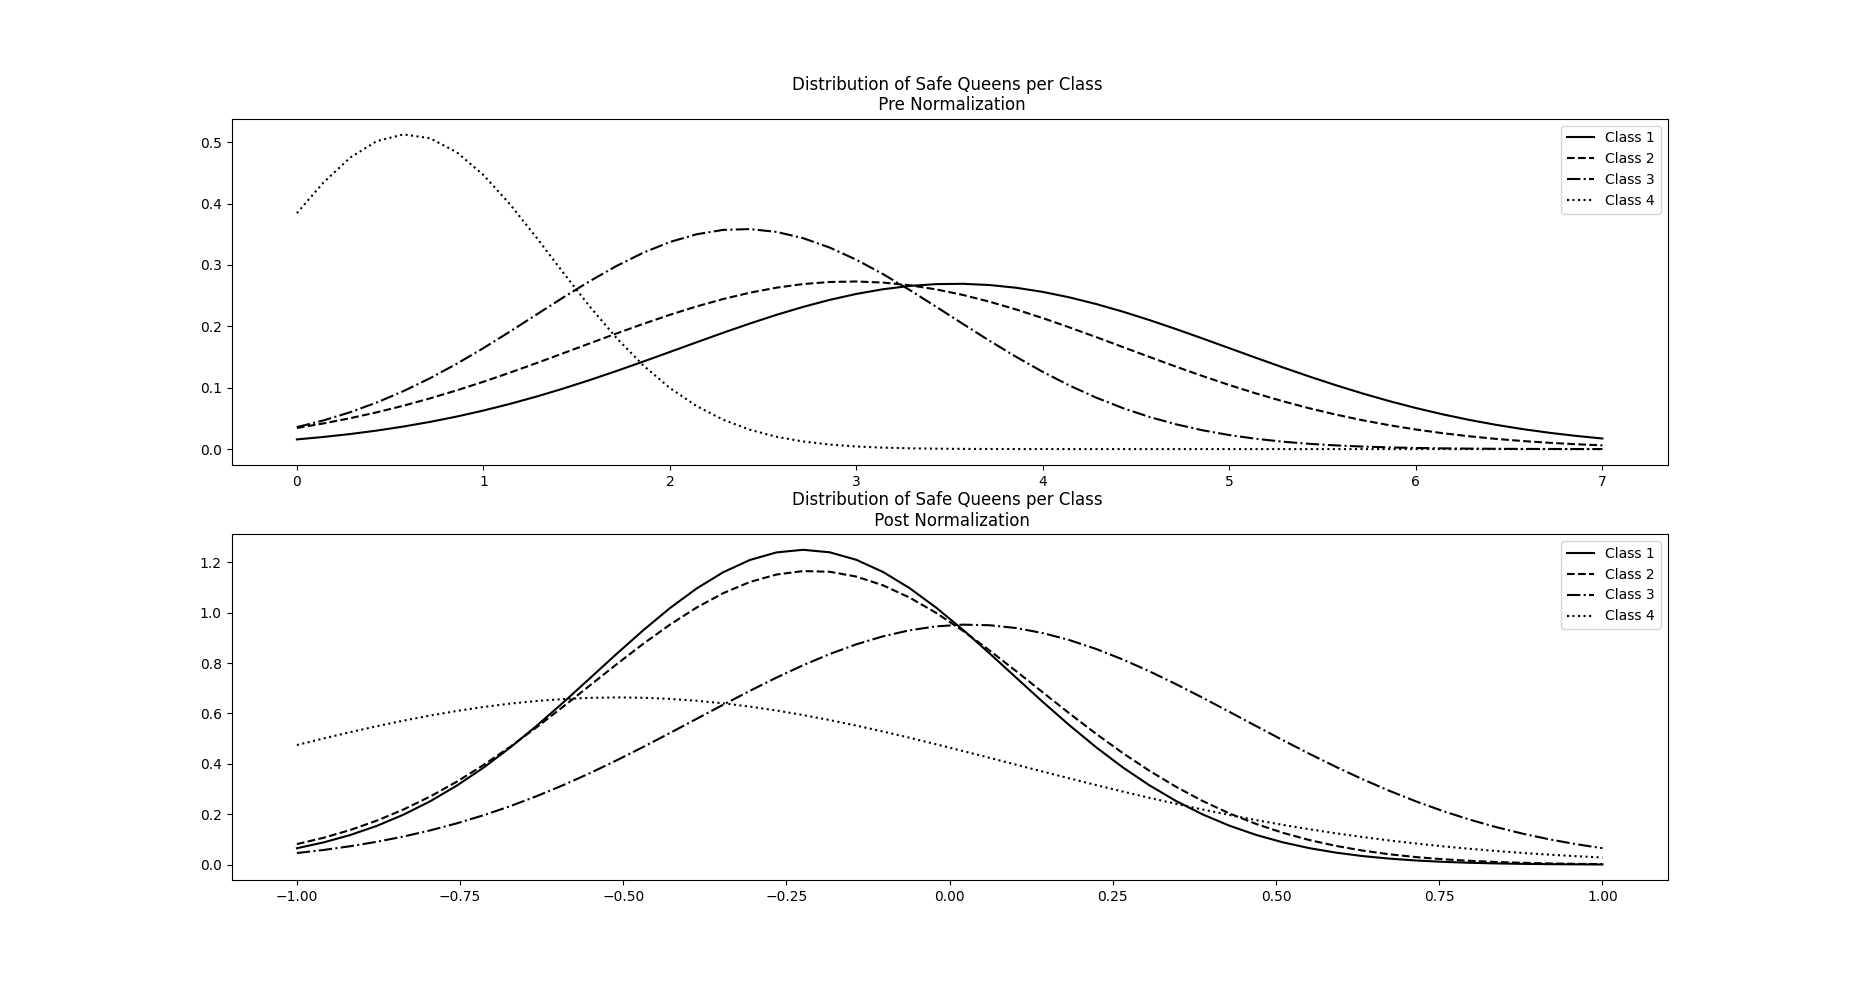 Distribution of Safe Queens per Class
Pre Normalization
0.5
0.4
0.3
0.2
0.1
0.0
Class 1
Class 2
Class 3
Class 4
0 1 2 3 4 5 6 7
Distribution of Safe Queens per Class
Post Normalization
1.2
1.0
0.8
0.6
0.4
0.2
0.0
Class 1
Class 2
Class 3
Class 4
−1.00 −0.75 −0.50 −0.25 0.00 0.25 0.50 0.75 1.00